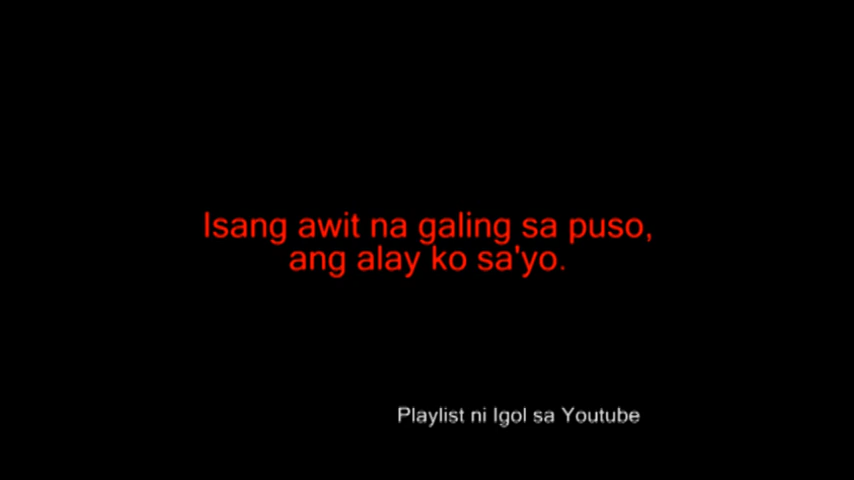 Isang awit na galing sa puso,
ang alay ko sa'yo.
Playlist ni Igol sa Youtube